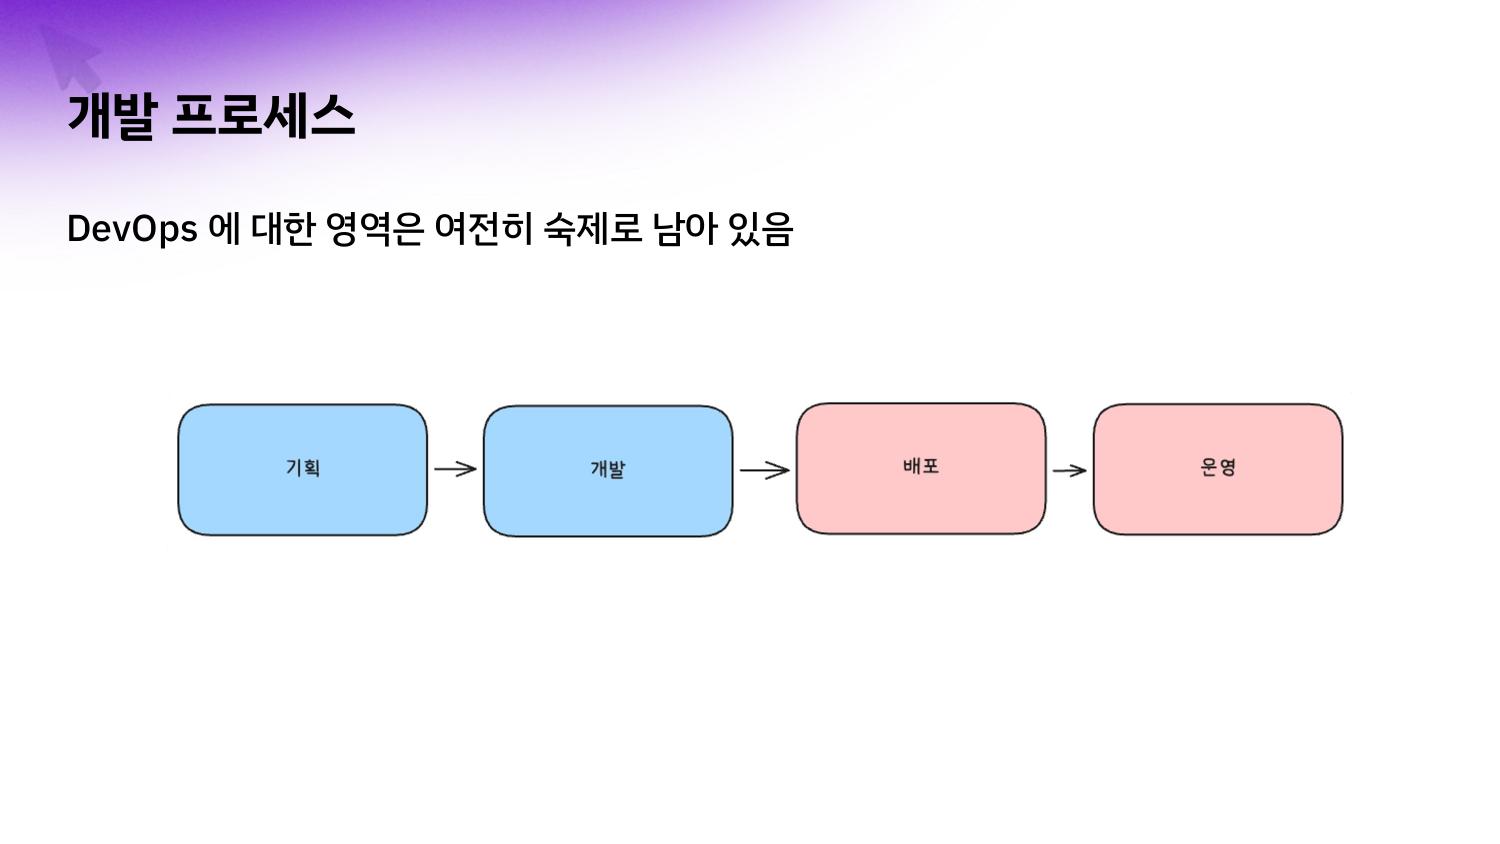 개발 프로세스
DevOps 에 대한 영역은 여전히 숙제로 남아 있음
기획
개발
배포
운영